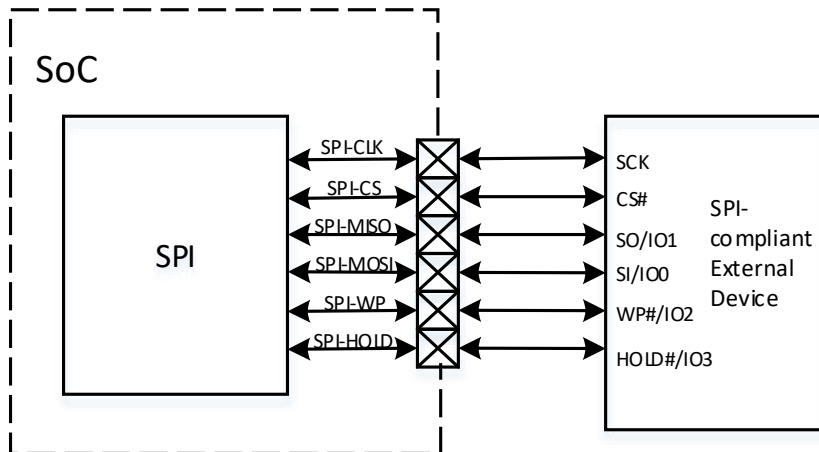 SoC
SPI
SPI-CLK
SPI-CS
SPI-MISO
SPI-MOSI
SPI-WP
SPI-HOLD
SCK
CS#
SO/IO1
SI/IO0
WP#/IO2
HOLD#/IO3
SPI-
compliant
External
Device